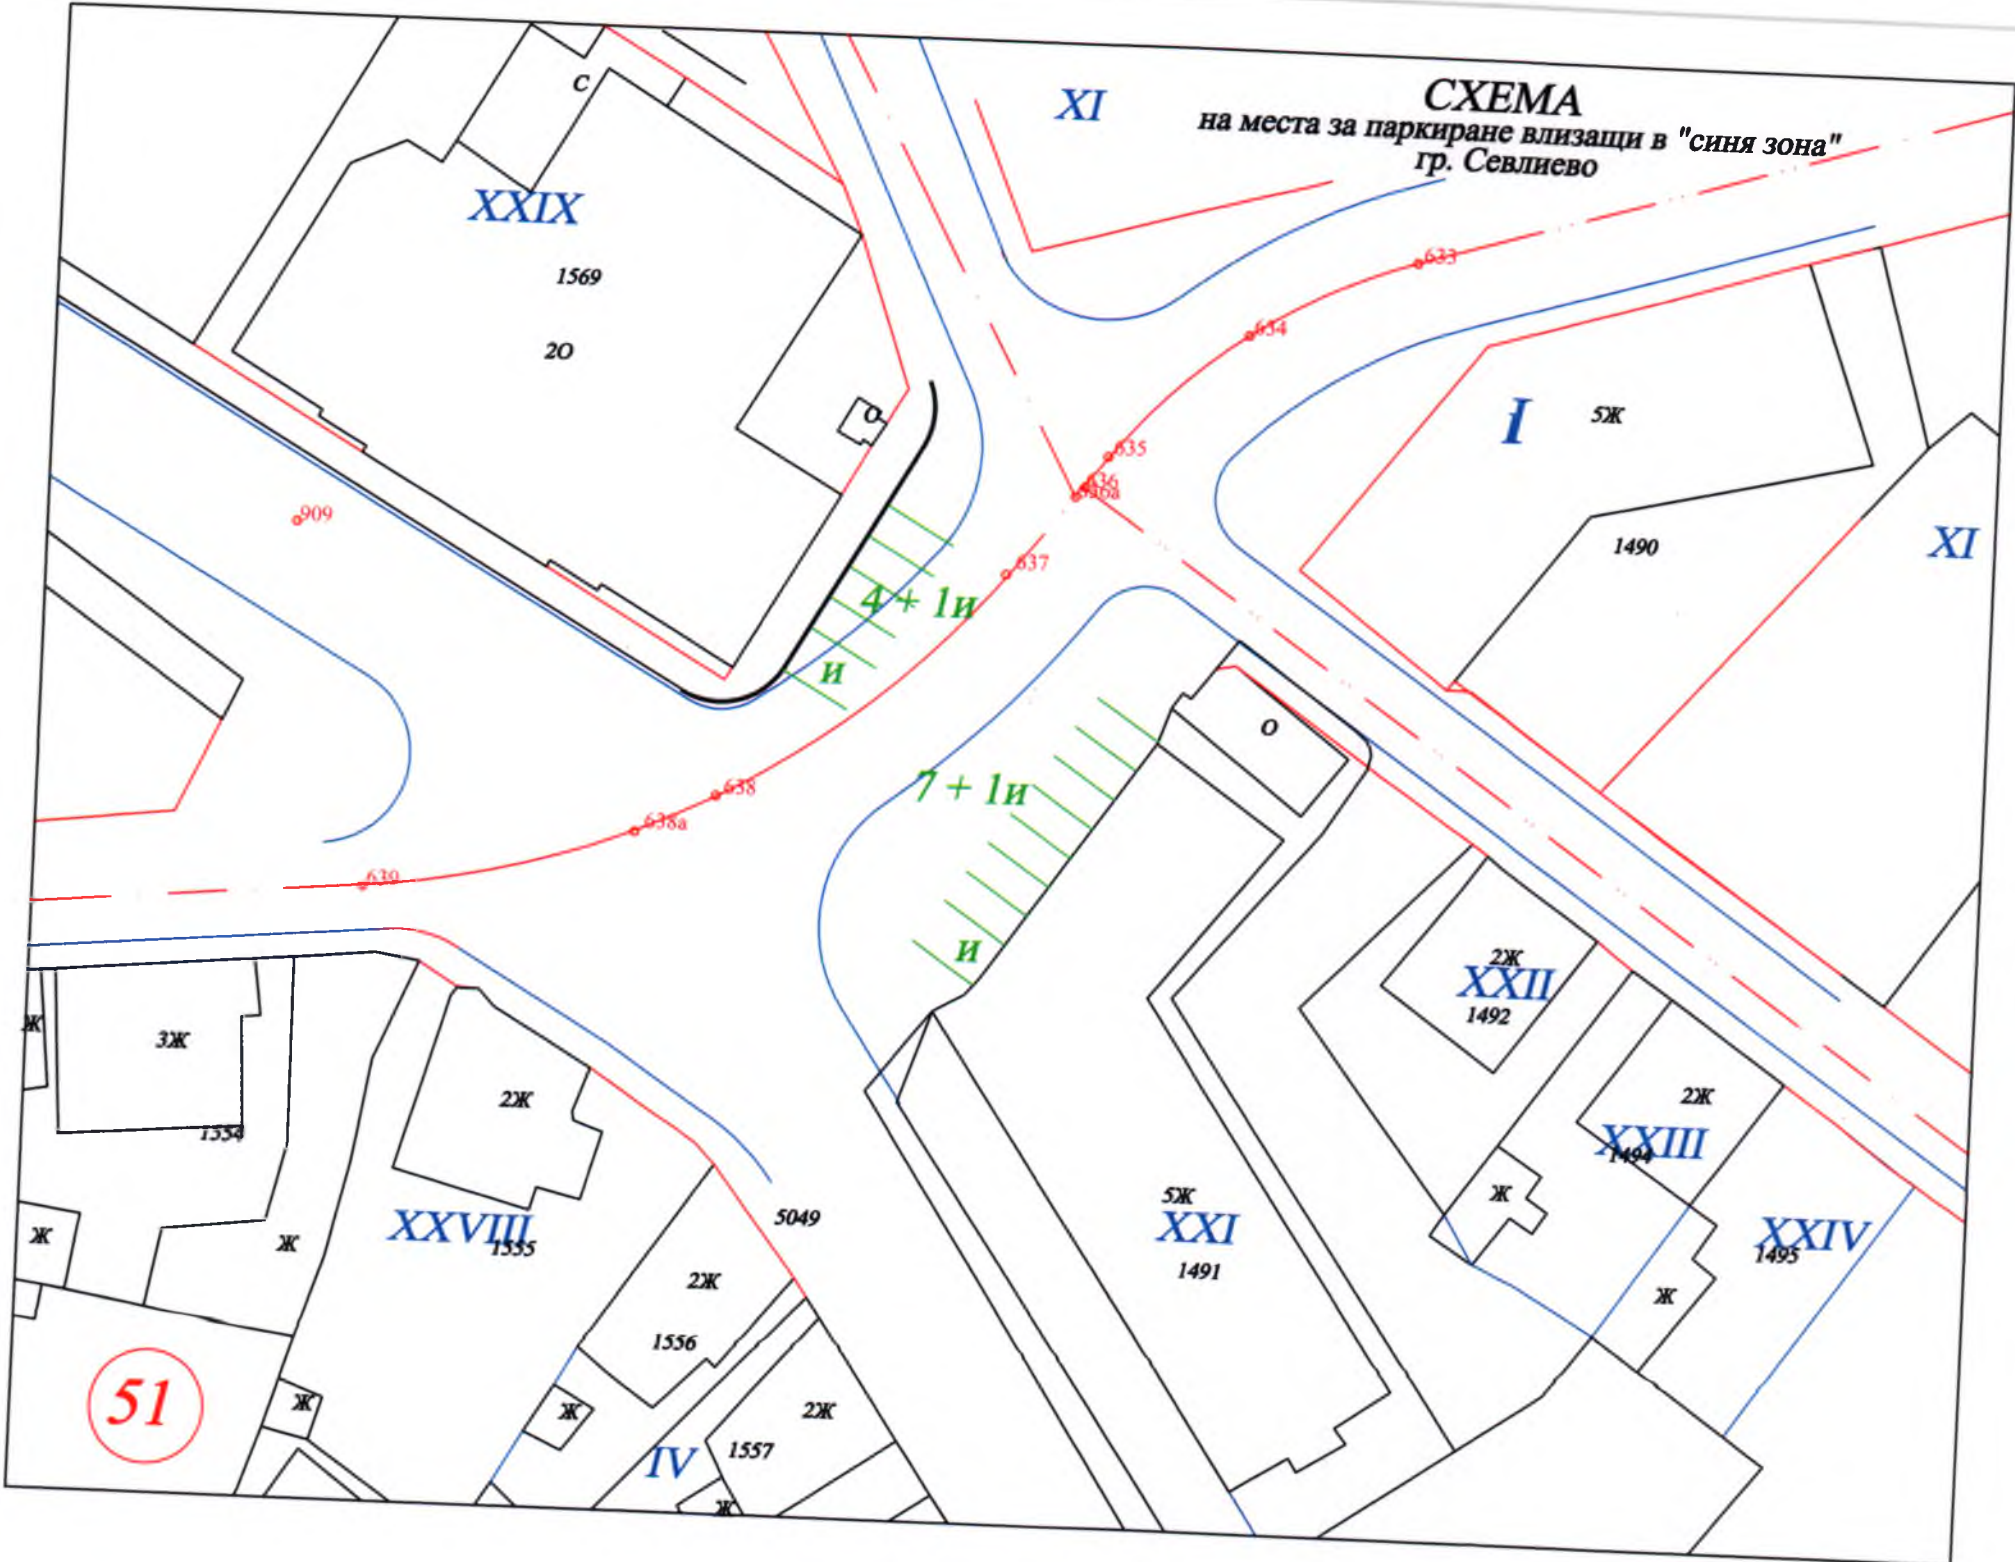 СХЕМА
на места за паркиране влизащи в "синя зона"
гр. Севлиево
XI
С
XXIX
1569
2О
О
633
634
635
636
637
909
I
5Ж
1490
XI
4 + 1и
и
О
7 + 1и
638
638а
639
и
2Ж
XXII
1492
Ж
3Ж
1554
2Ж
2Ж
XXIII
1494
Ж
5Ж
XXI
1491
XXIV
1495
Ж
Ж
Ж
XXVIII
1555
5049
2Ж
1556
51
Ж
Ж
2Ж
1557
IV
Ж